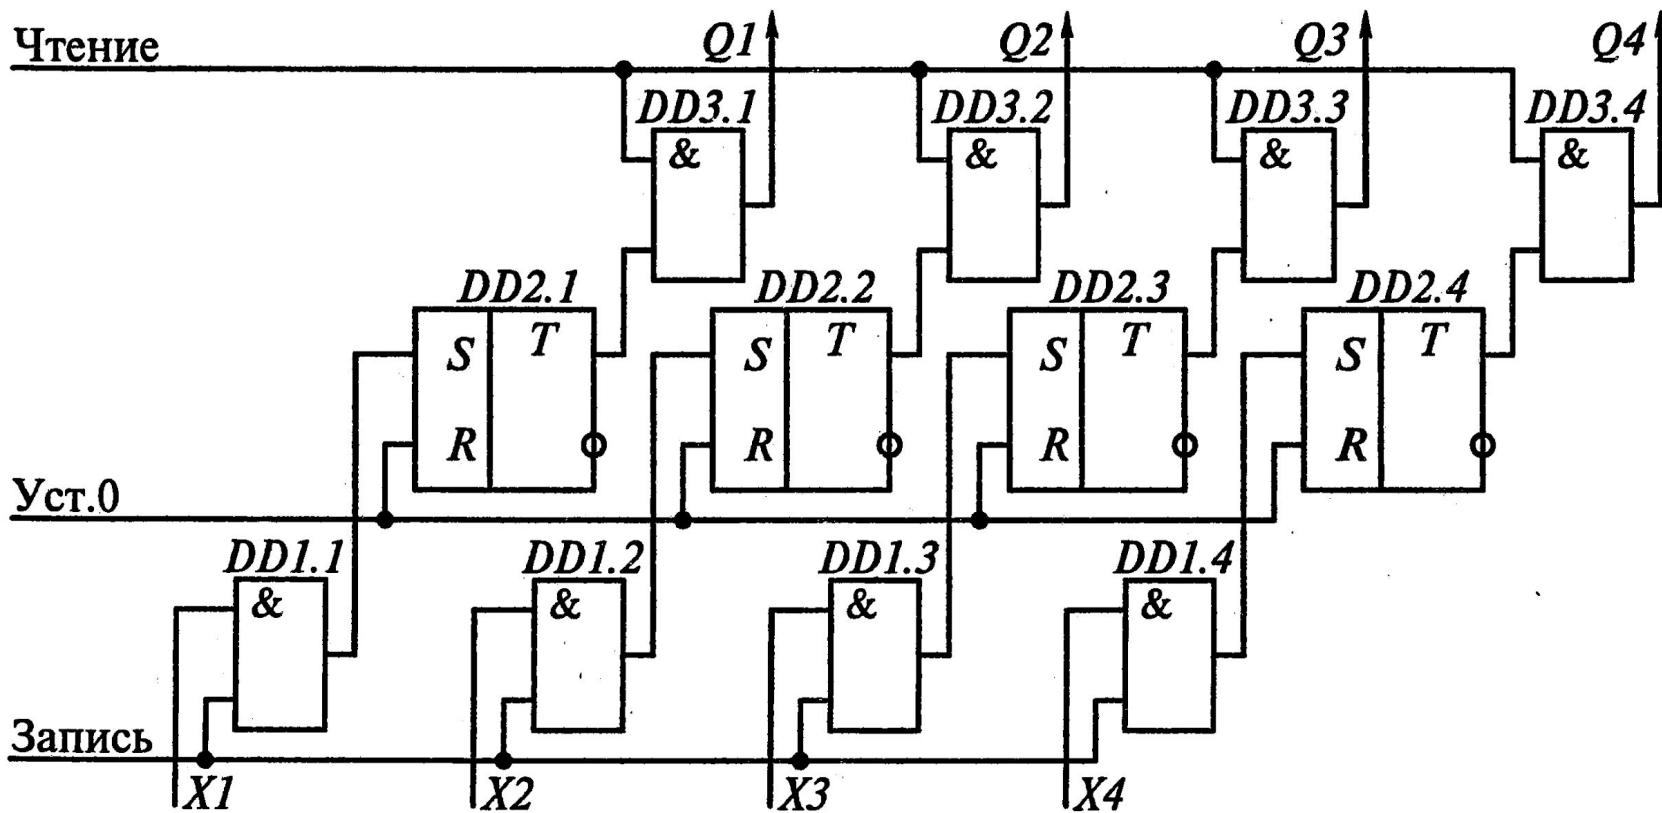 Чтение
Q1 Q2 Q3 Q4
DD3.1 DD3.2 DD3.3 DD3.4
& & & &
DD2.1 DD2.2 DD2.3 DD2.4
S T S T S T S T
R R R R
Уст.0
DD1.1 DD1.2 DD1.3 DD1.4
& & & &
Запись
X1 X2 X3 X4